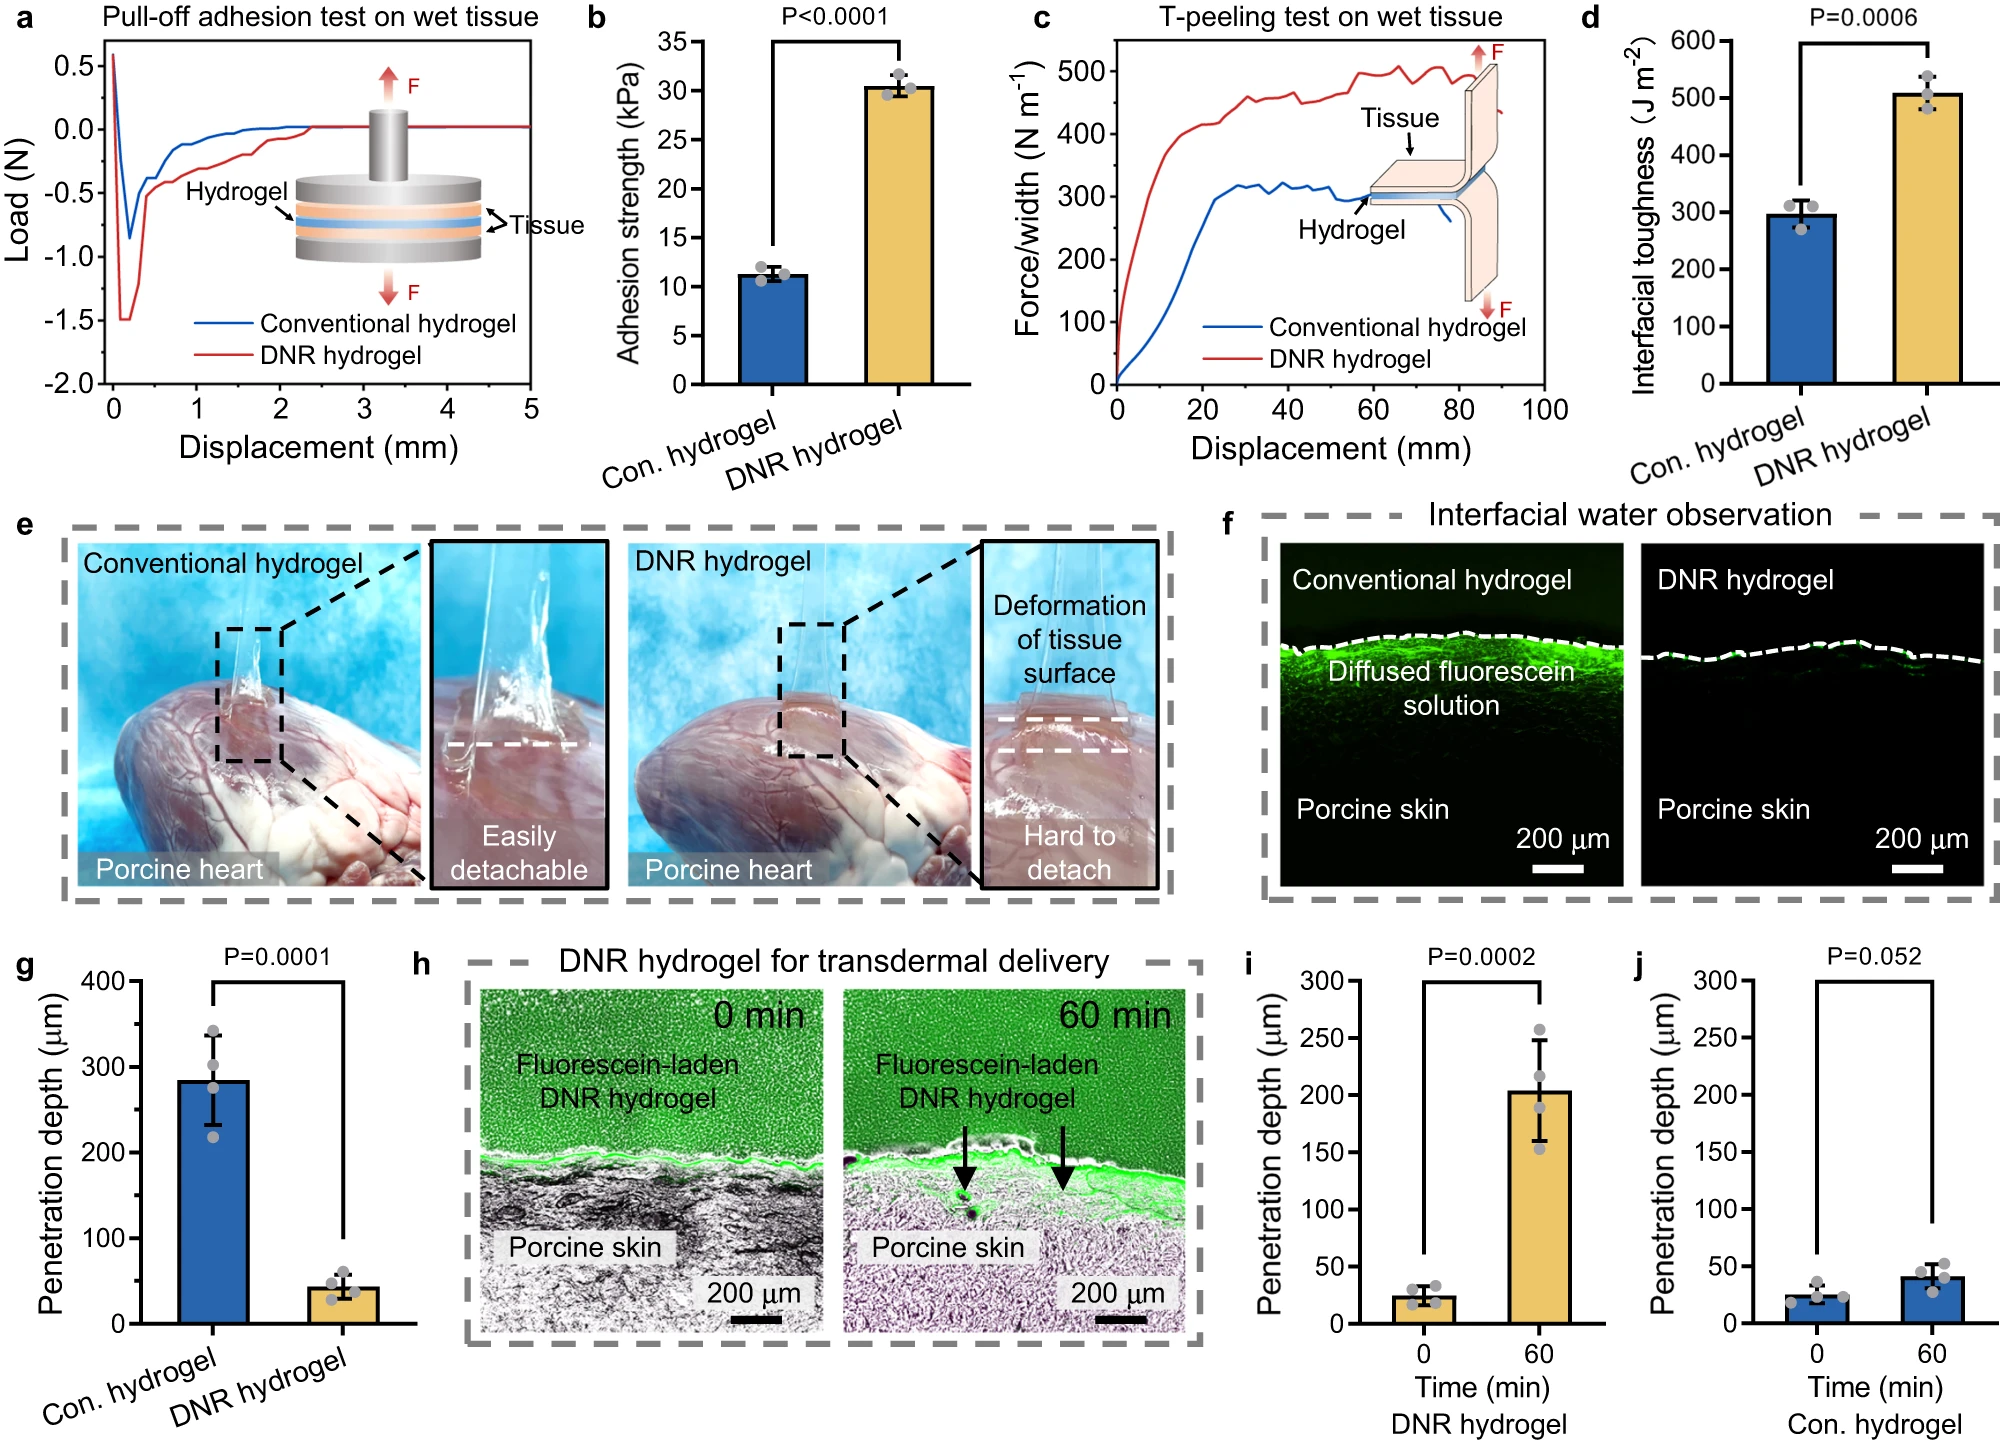 a Pull-off adhesion test on wet tissue
Load (N)
0.5
0.0
-0.5
-1.0
-1.5
-2.0
0 1 2 3 4 5
Displacement (mm)
F
Hydrogel
Tissue
F
Conventional hydrogel
DNR hydrogel
b
P<0.0001
Adhesion strength (kPa)
35
30
25
20
15
10
5
0
Con. hydrogel
DNR hydrogel
c T-peeling test on wet tissue
Force/width (N m⁻¹)
500
400
300
200
100
0
0 20 40 60 80 100
Displacement (mm)
F
Tissue
Hydrogel
F
Conventional hydrogel
DNR hydrogel
d
P=0.0006
Interfacial toughness (J m⁻²)
600
500
400
300
200
100
0
Con. hydrogel
DNR hydrogel
e
Conventional hydrogel
Porcine heart
Easily
detachable
DNR hydrogel
Porcine heart
Deformation
of tissue
surface
Hard to
detach
f Interfacial water observation
Conventional hydrogel
Diffused fluorescein
solution
Porcine skin
200 μm
DNR hydrogel
Porcine skin
200 μm
g
P=0.0001
Penetration depth (μm)
400
300
200
100
0
Con. hydrogel
DNR hydrogel
h DNR hydrogel for transdermal delivery
0 min
Fluorescein-laden
DNR hydrogel
Porcine skin
200 μm
60 min
Fluorescein-laden
DNR hydrogel
Porcine skin
200 μm
i
P=0.0002
Penetration depth (μm)
300
250
200
150
100
50
0
0 60
Time (min)
DNR hydrogel
j
P=0.052
Penetration depth (μm)
300
250
200
150
100
50
0
0 60
Time (min)
Con. hydrogel